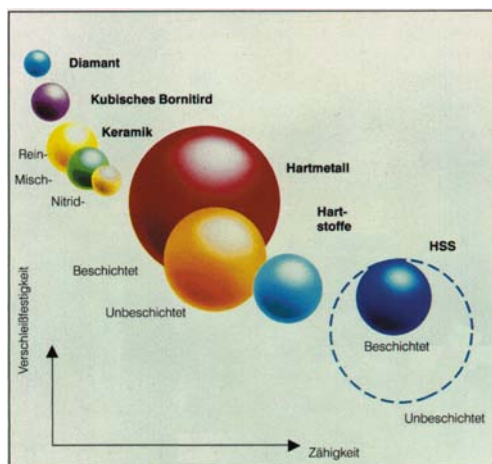 Diamant
Kubisches Bornitird
Keramik
Rein-
Misch-
Nitrid-
Hartmetall
Hart-
stoffe
HSS
Beschichtet
Unbeschichtet
Beschichtet
Unbeschichtet
Verschleißfestigkeit
Zähigkeit